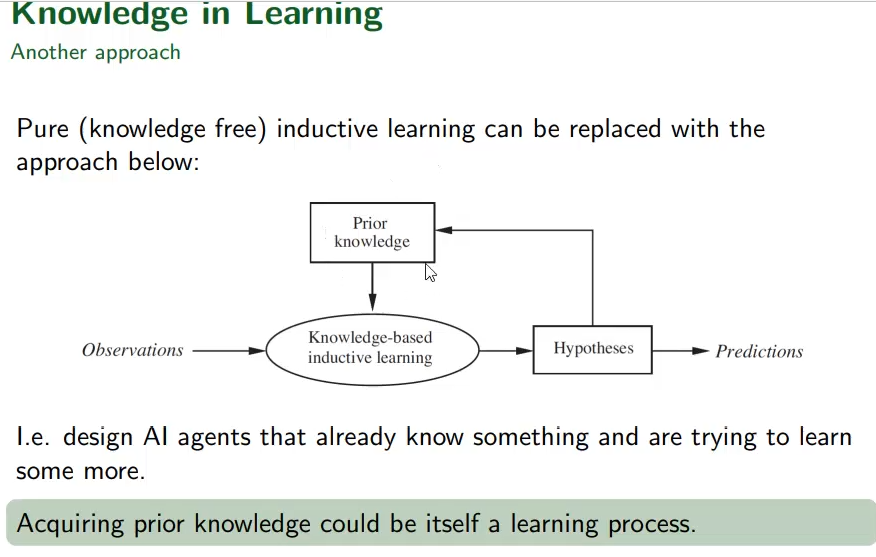 Knowledge in Learning
Another approach
Pure (knowledge free) inductive learning can be replaced with the
approach below:
Prior
knowledge
Observations
Knowledge-based
inductive learning
Hypotheses
Predictions
I.e. design AI agents that already know something and are trying to learn
some more.
Acquiring prior knowledge could be itself a learning process.